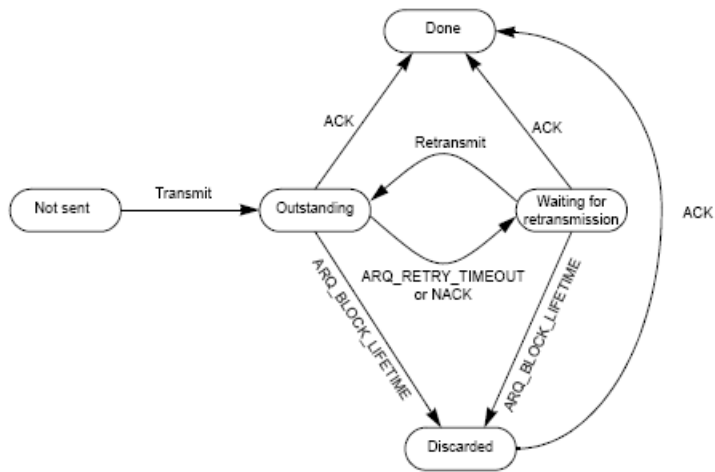 Done
ACK
ACK
Retransmit
Transmit
Not sent
Outstanding
Waiting for
retransmission
ACK
ARQ_RETRY_TIMEOUT
or NACK
ARQ_BLOCK_LIFETIME
ARQ_BLOCK_LIFETIME
Discarded